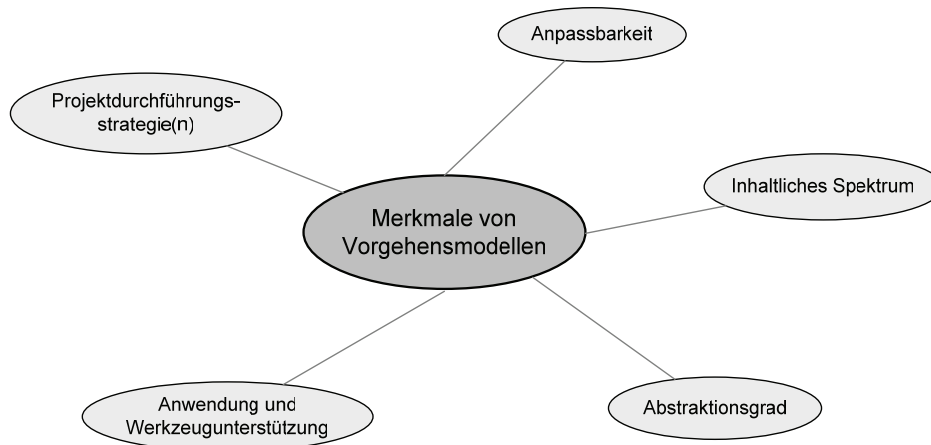 Anpassbarkeit
Projektdurchführungs-
strategie(n)
Inhaltliches Spektrum
Merkmale von
Vorgehensmodellen
Anwendung und
Werkzeugunterstützung
Abstraktionsgrad